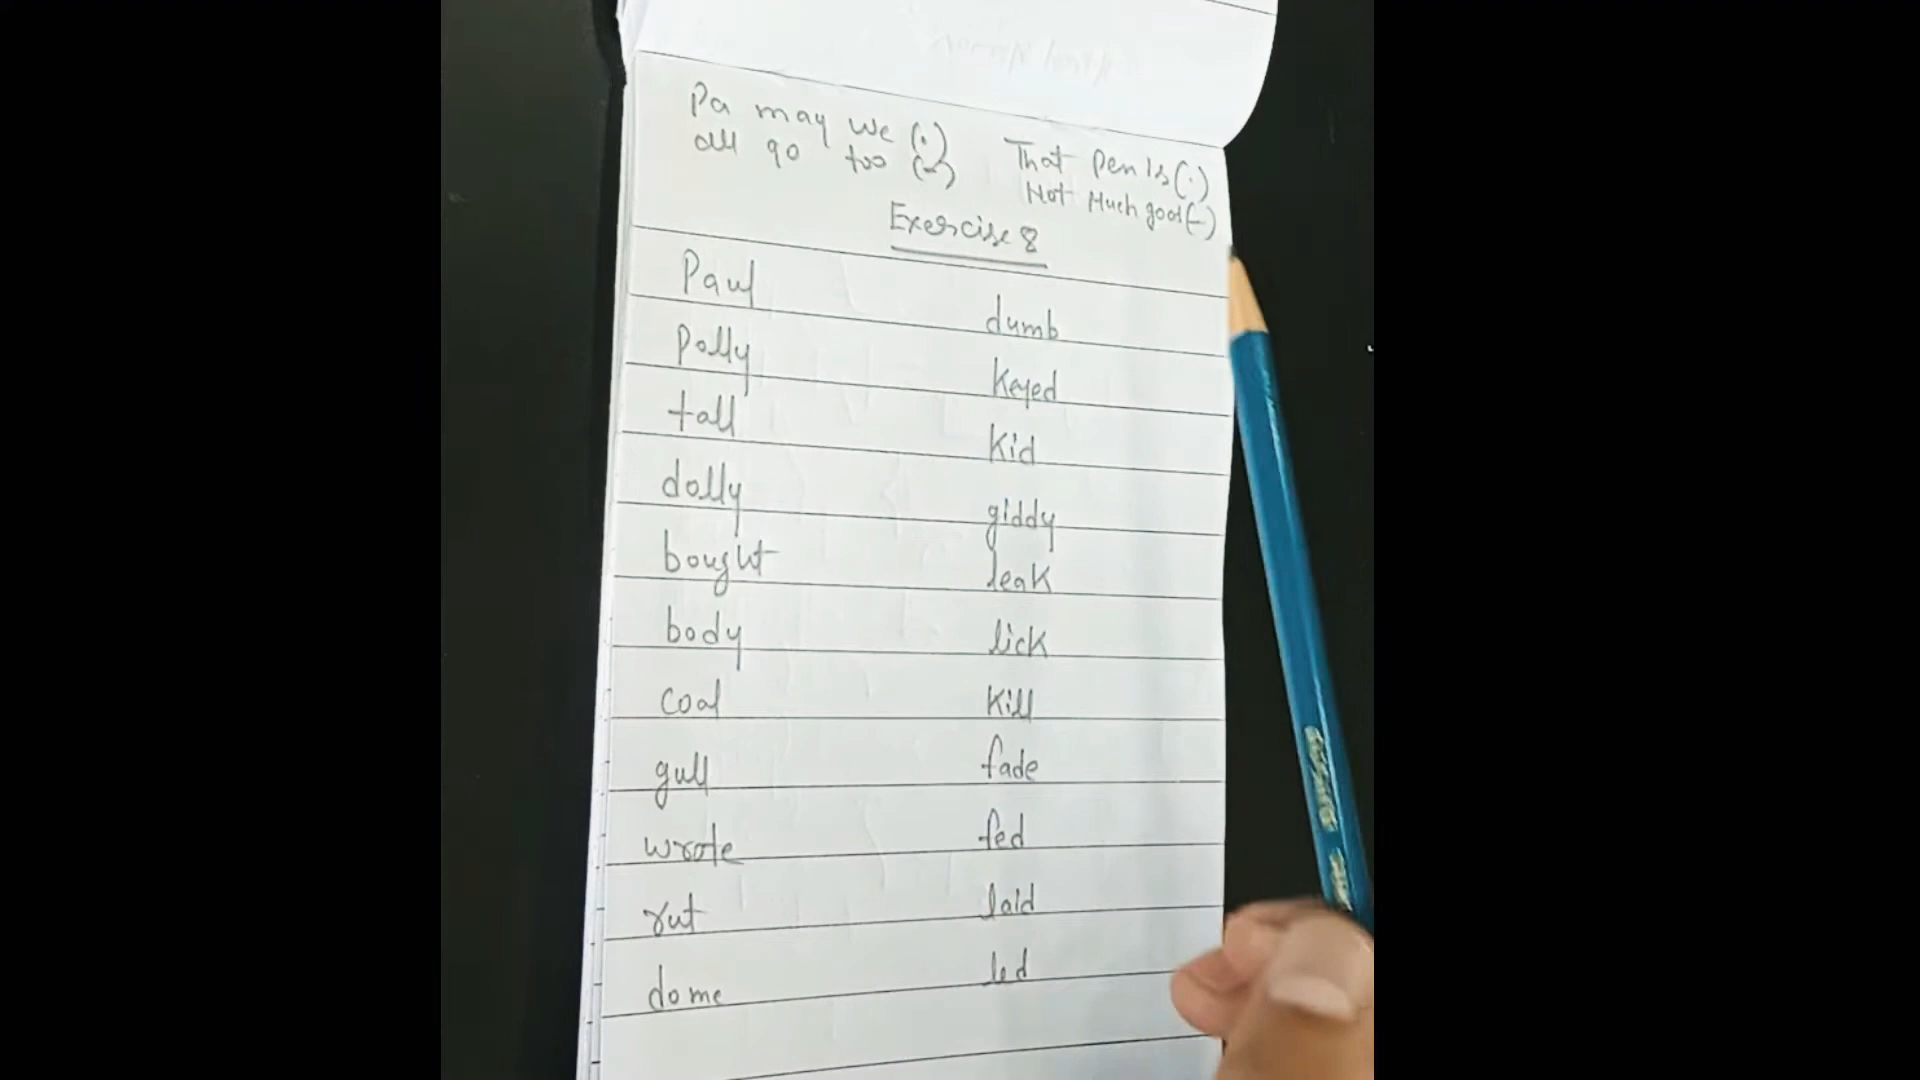 Pa may we (.)
all go too (–)
That Pen Is (.)
Not Much good (–)
Exercise 8
Paul
Polly
tall
dolly
bought
body
coal
gull
wrote
rut
dome
dumb
Keyed
Kid
giddy
leak
lick
Kill
fade
fed
laid
led